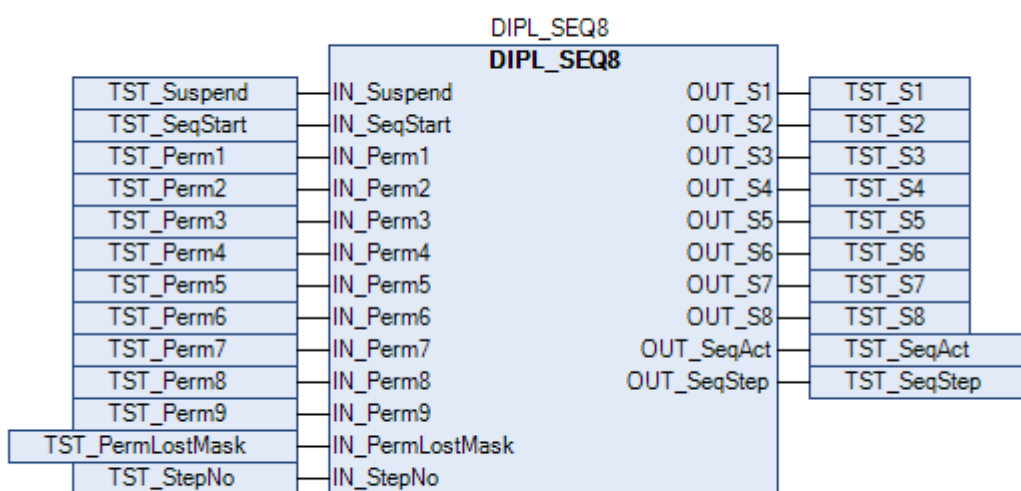 DIPL_SEQ8
DIPL_SEQ8
TST_Suspend IN_Suspend OUT_S1 TST_S1
TST_SeqStart IN_SeqStart OUT_S2 TST_S2
TST_Perm1 IN_Perm1 OUT_S3 TST_S3
TST_Perm2 IN_Perm2 OUT_S4 TST_S4
TST_Perm3 IN_Perm3 OUT_S5 TST_S5
TST_Perm4 IN_Perm4 OUT_S6 TST_S6
TST_Perm5 IN_Perm5 OUT_S7 TST_S7
TST_Perm6 IN_Perm6 OUT_S8 TST_S8
TST_Perm7 IN_Perm7 OUT_SeqAct TST_SeqAct
TST_Perm8 IN_Perm8 OUT_SeqStep TST_SeqStep
TST_Perm9 IN_Perm9
TST_PermLostMask IN_PermLostMask
TST_StepNo IN_StepNo